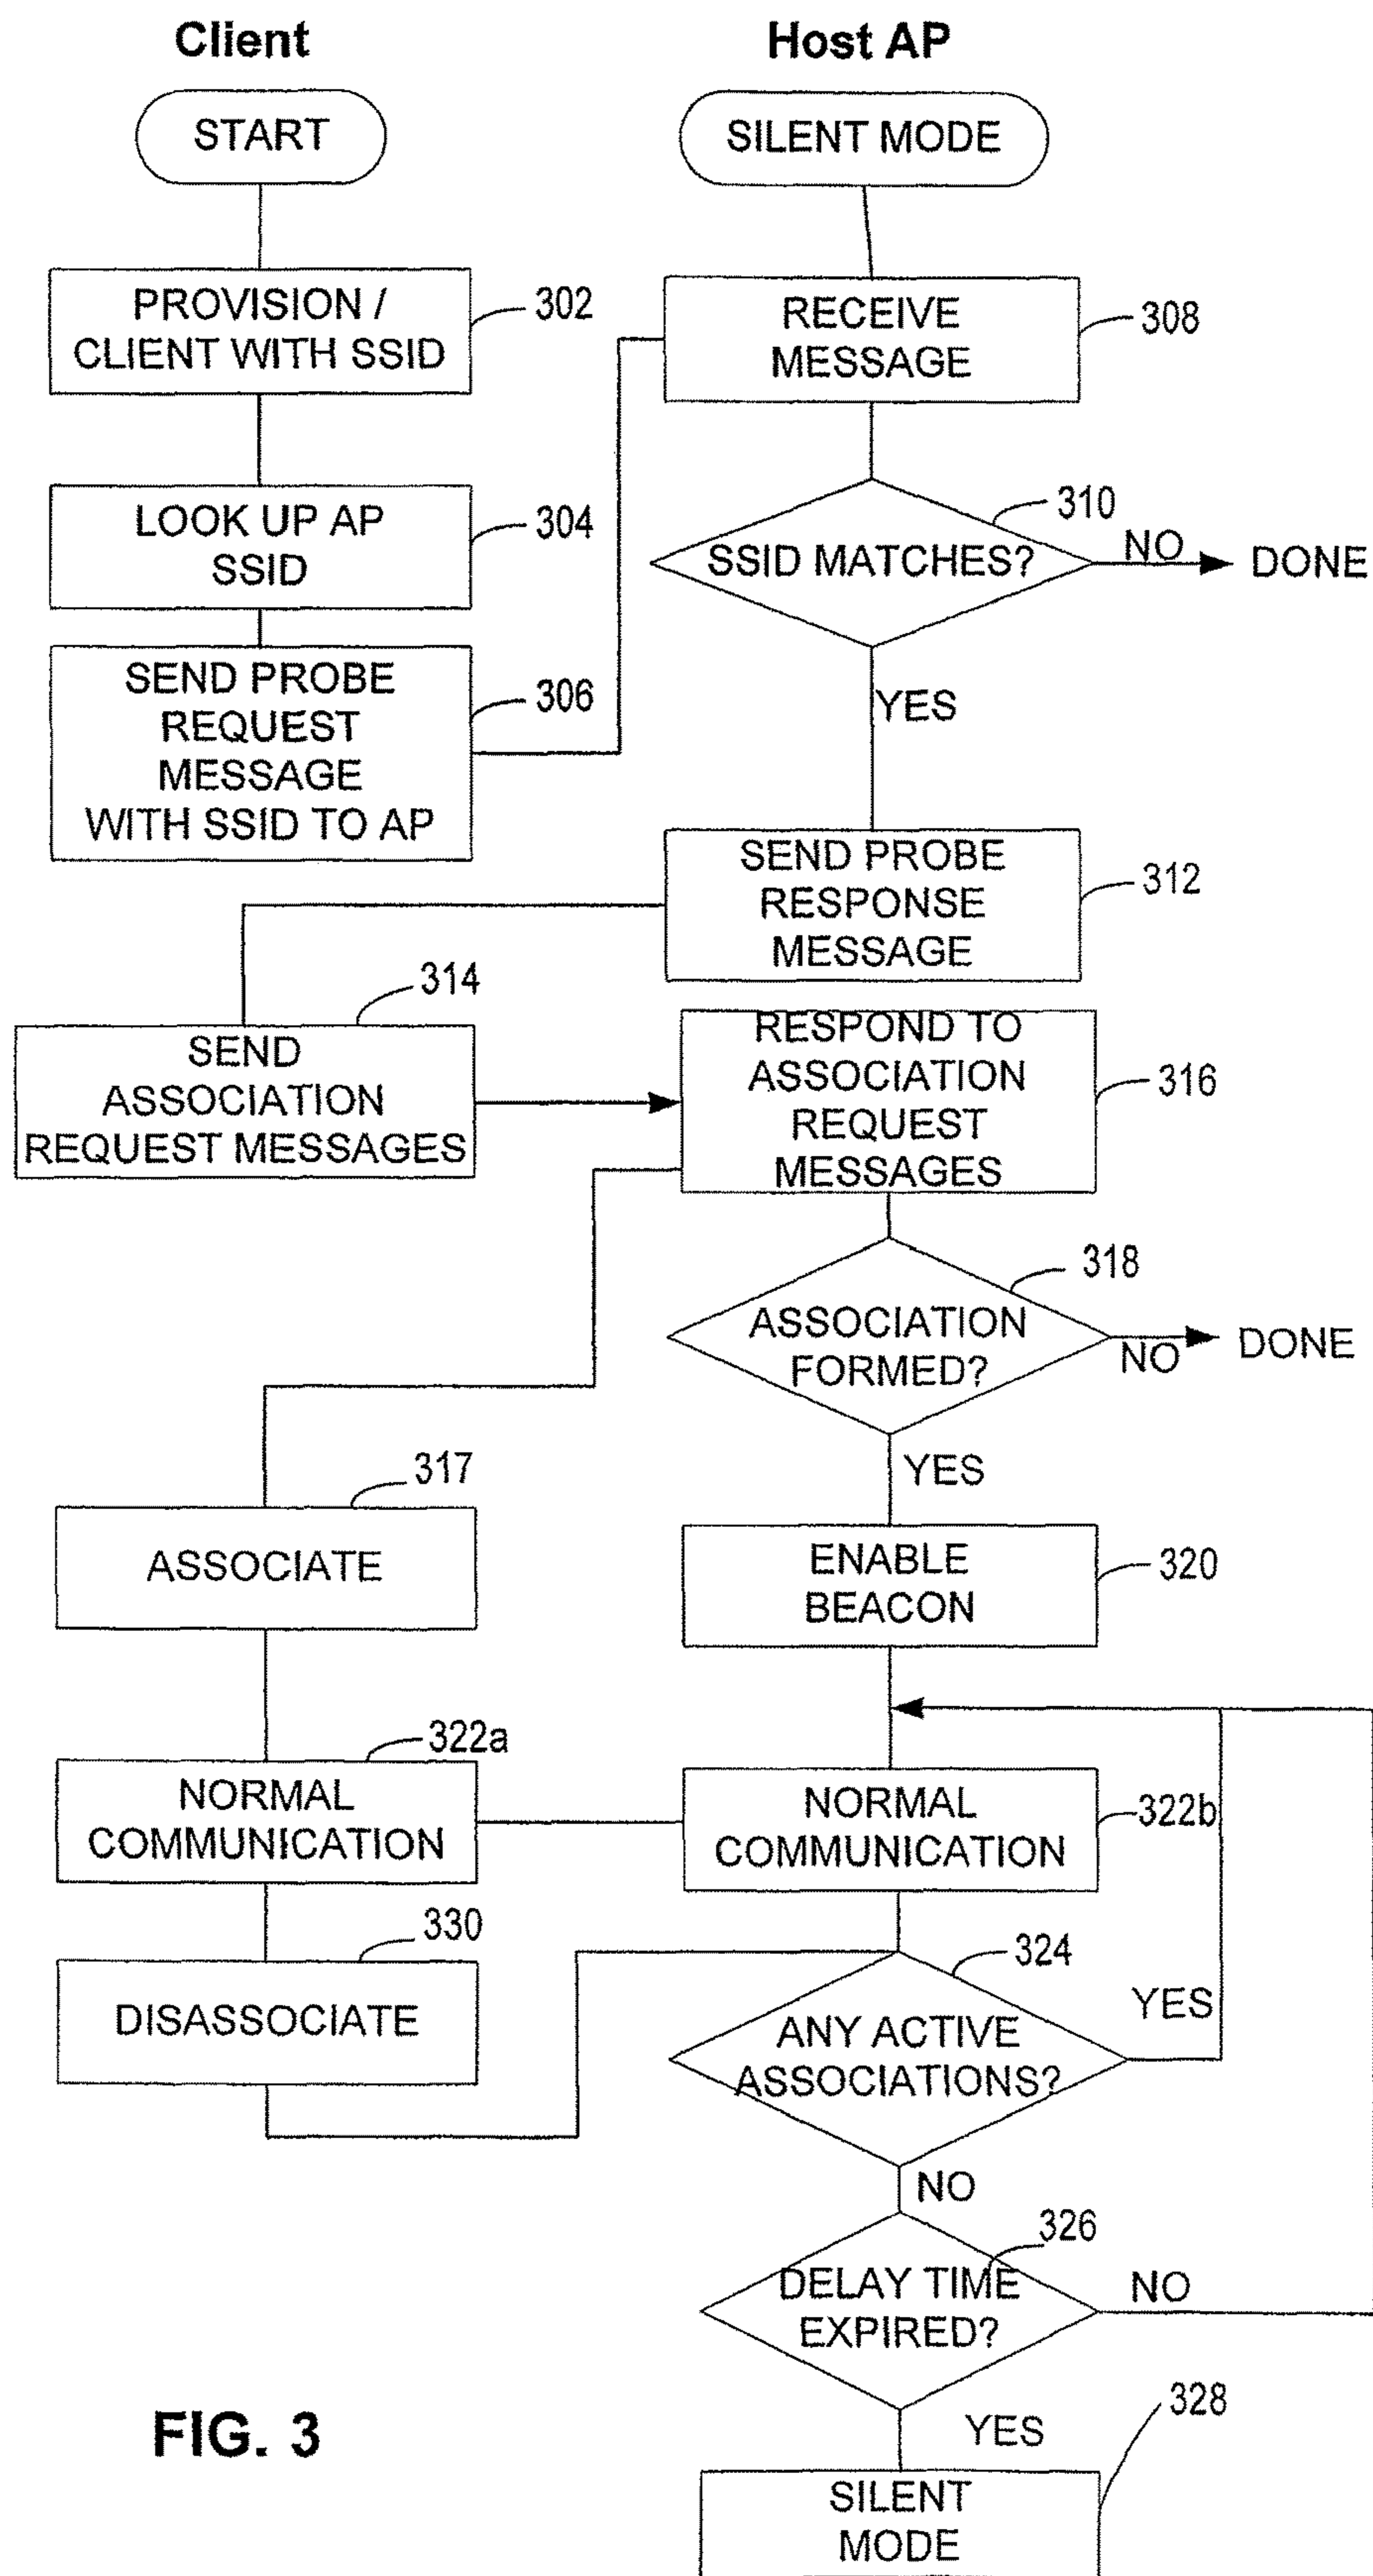 Client
Host AP
START
SILENT MODE
PROVISION /
CLIENT WITH SSID
302
RECEIVE
MESSAGE
308
LOOK UP AP
SSID
304
SSID MATCHES?
310
NO
DONE
YES
SEND PROBE
REQUEST
MESSAGE
WITH SSID TO AP
306
SEND PROBE
RESPONSE
MESSAGE
312
314
SEND
ASSOCIATION
REQUEST MESSAGES
RESPOND TO
ASSOCIATION
REQUEST
MESSAGES
316
318
ASSOCIATION
FORMED?
NO
DONE
YES
317
ASSOCIATE
ENABLE
BEACON
320
322a
NORMAL
COMMUNICATION
NORMAL
COMMUNICATION
322b
330
DISASSOCIATE
324
ANY ACTIVE
ASSOCIATIONS?
YES
NO
326
DELAY TIME
EXPIRED?
NO
YES
328
SILENT
MODE
FIG. 3